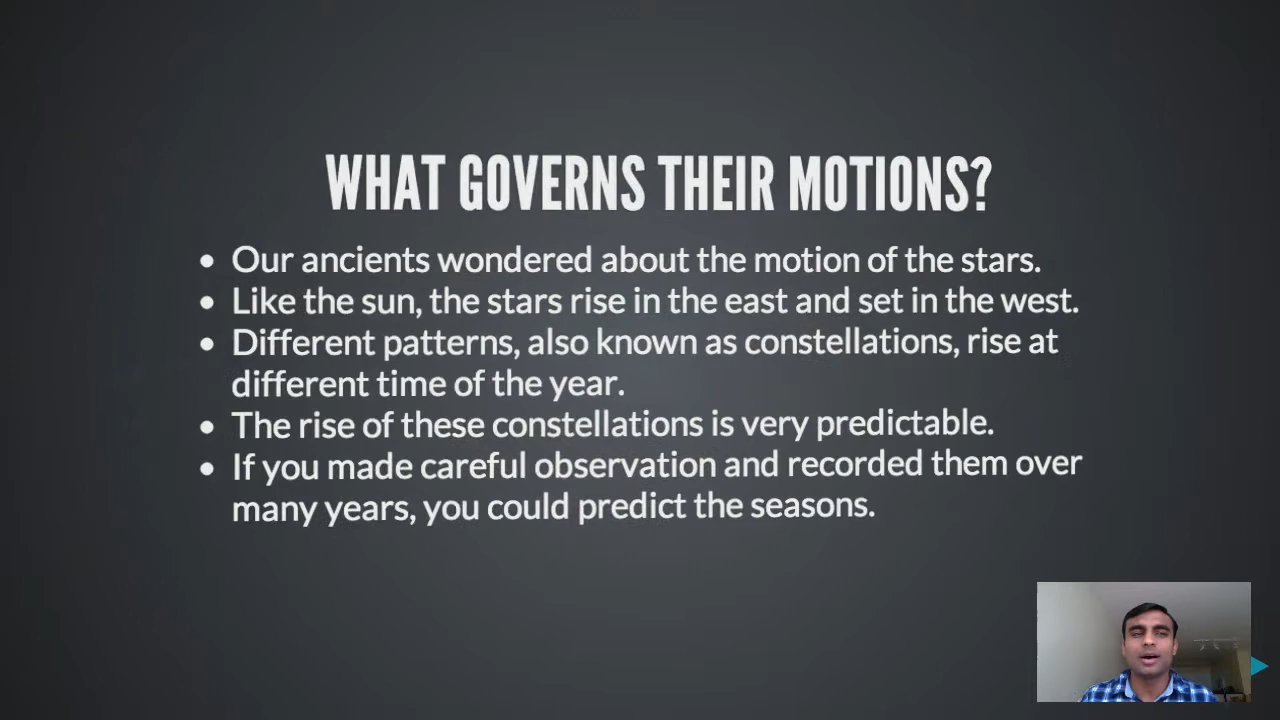 WHAT GOVERNS THEIR MOTIONS?
• Our ancients wondered about the motion of the stars.
• Like the sun, the stars rise in the east and set in the west.
• Different patterns, also known as constellations, rise at
different time of the year.
• The rise of these constellations is very predictable.
• If you made careful observation and recorded them over
many years, you could predict the seasons.